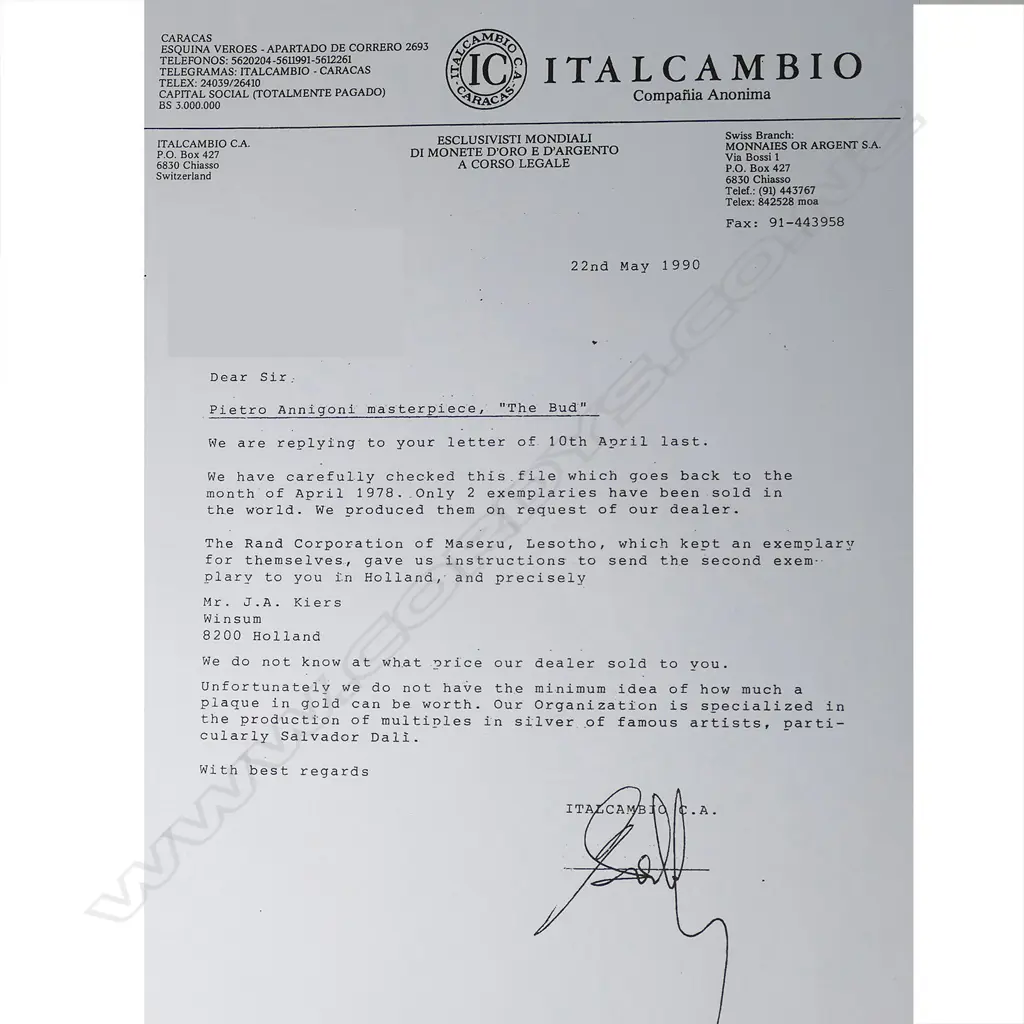 CARACAS
ESQUINA VEROES - APARTADO DE CORRERO 2693
TELEFONOS: 5620204-5611991-5612261
TELEGRAMAS: ITALCAMBIO - CARACAS
TELEX: 24039/26410
CAPITAL SOCIAL (TOTALMENTE PAGADO)
BS 3.000.000
ITALCAMBIO C.A.
IC
CARACAS
ITALCAMBIO
Compañia Anonima
ITALCAMBIO C.A.
P.O. Box 427
6830 Chiasso
Switzerland
ESCLUSIVISTI MONDIALI
DI MONETE D'ORO E D'ARGENTO
A CORSO LEGALE
Swiss Branch:
MONNAIES OR ARGENT S.A.
Via Bossi 1
P.O. Box 427
6830 Chiasso
Telef.: (91) 443767
Telex: 842528 moa
Fax: 91-443958
22nd May 1990
Dear Sir,
Pietro Annigoni masterpiece, "The Bud"
We are replying to your letter of 10th April last.
We have carefully checked this file which goes back to the
month of April 1978. Only 2 exemplaries have been sold in
the world. We produced them on request of our dealer.
The Rand Corporation of Maseru, Lesotho, which kept an exemplary
for themselves, gave us instructions to send the second exem-
plary to you in Holland, and precisely
Mr. J.A. Kiers
Winsum
8200 Holland
We do not know at what price our dealer sold to you.
Unfortunately we do not have the minimum idea of how much a
plaque in gold can be worth. Our Organization is specialized in
the production of multiples in silver of famous artists, parti-
cularly Salvador Dalì.
With best regards
ITALCAMBIO C.A.